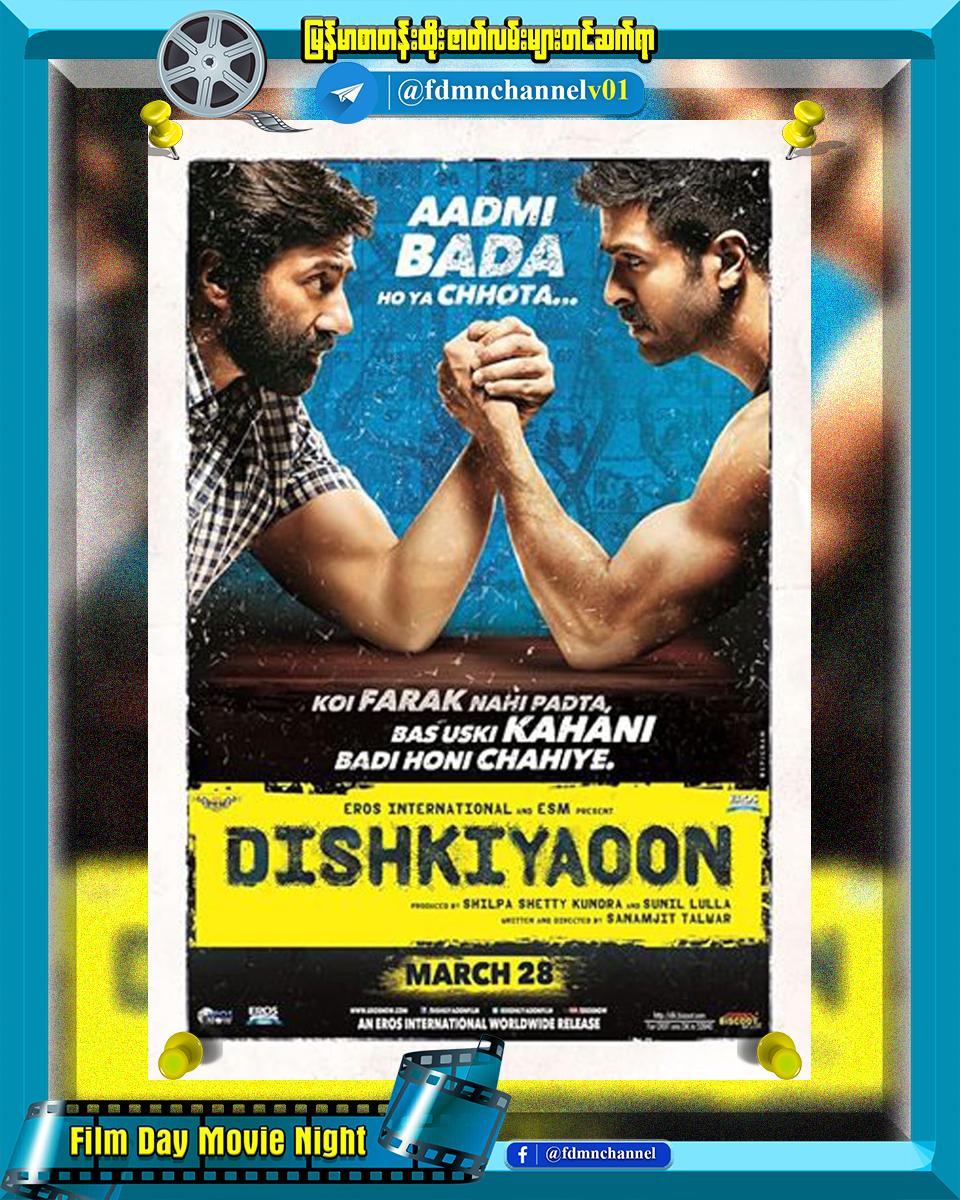 မြန်မာစာတန်းထိုးဇာတ်လမ်းများတင်ဆက်ရာ
@fdmnchannelv01
AADMI
BADA
HO YA CHHOTA...
KOI FARAK NAHI PADTA,
BAS USKI KAHANI
BADI HONI CHAHIYE.
EROS INTERNATIONAL AND ESM PRESENT
EROS
DISHKIYAOON
PRODUCED BY SHILPA SHETTY KUNDRA AND SUNIL LULLA
WRITTEN AND DIRECTED BY SANAMJIT TALWAR
MARCH 28
EROS
AN EROS INTERNATIONAL WORLDWIDE RELEASE
Film Day Movie Night
@fdmnchannel